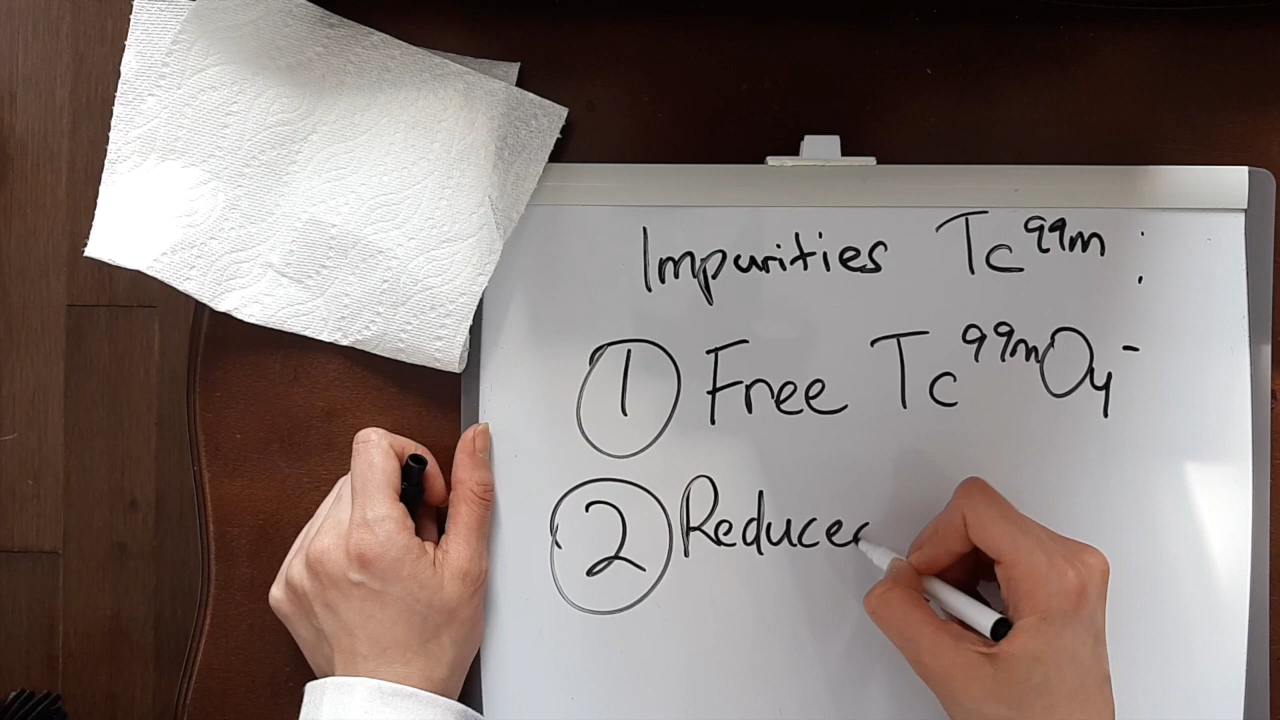 Impurities Tc⁹⁹ᵐ :
① Free Tc⁹⁹ᵐO₄⁻
② Reduce